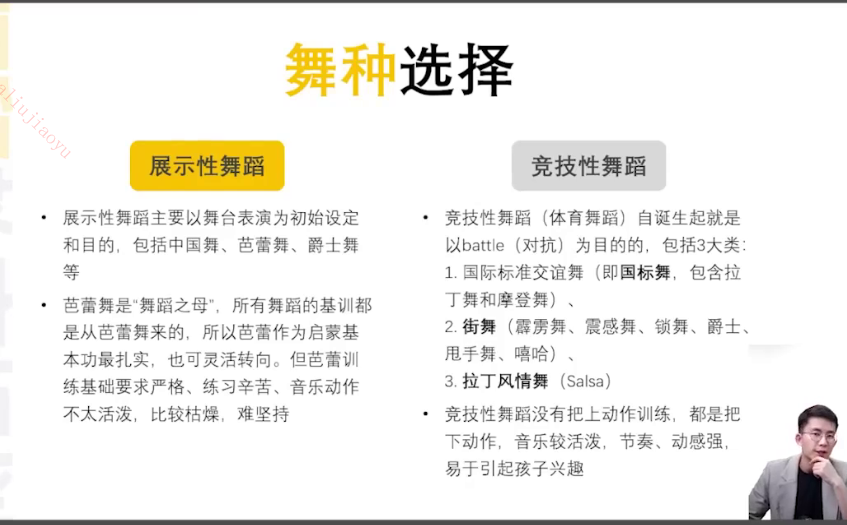 舞种选择
展示性舞蹈
• 展示性舞蹈主要以舞台表演为初始设定
和目的，包括中国舞、芭蕾舞、爵士舞
等
• 芭蕾舞是“舞蹈之母”，所有舞蹈的基训都
是从芭蕾舞来的，所以芭蕾作为启蒙基
本功最扎实，也可灵活转向。但芭蕾训
练基础要求严格、练习辛苦、音乐动作
不太活泼，比较枯燥，难坚持
竞技性舞蹈
• 竞技性舞蹈（体育舞蹈）自诞生起就是
以battle（对抗）为目的的，包括3大类：
1. 国际标准交谊舞（即国标舞，包含拉
丁舞和摩登舞）、
2. 街舞（霹雳舞、震感舞、锁舞、爵士、
甩手舞、嘻哈）、
3. 拉丁风情舞（Salsa）
• 竞技性舞蹈没有把上动作训练，都是把
下动作，音乐较活泼，节奏、动感强，
易于引起孩子兴趣